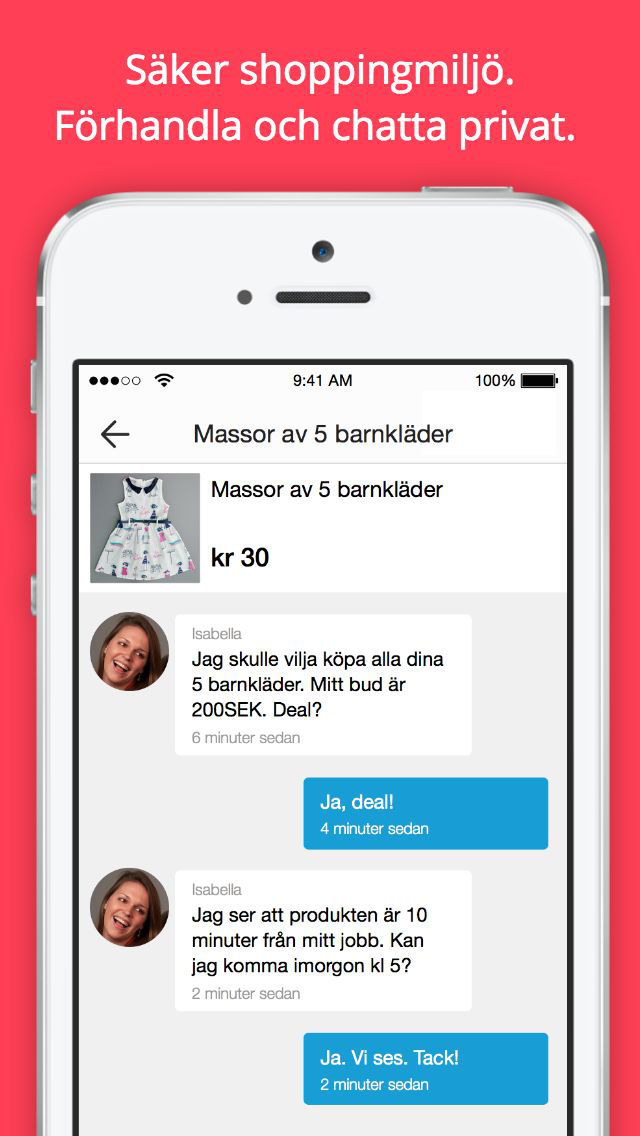 Säker shoppingmiljö.
Förhandla och chatta privat.
9:41 AM
100%
Massor av 5 barnkläder
Massor av 5 barnkläder
kr 30
Isabella
Jag skulle vilja köpa alla dina
5 barnkläder. Mitt bud är
200SEK. Deal?
6 minuter sedan
Ja, deal!
4 minuter sedan
Isabella
Jag ser att produkten är 10
minuter från mitt jobb. Kan
jag komma imorgon kl 5?
2 minuter sedan
Ja. Vi ses. Tack!
2 minuter sedan